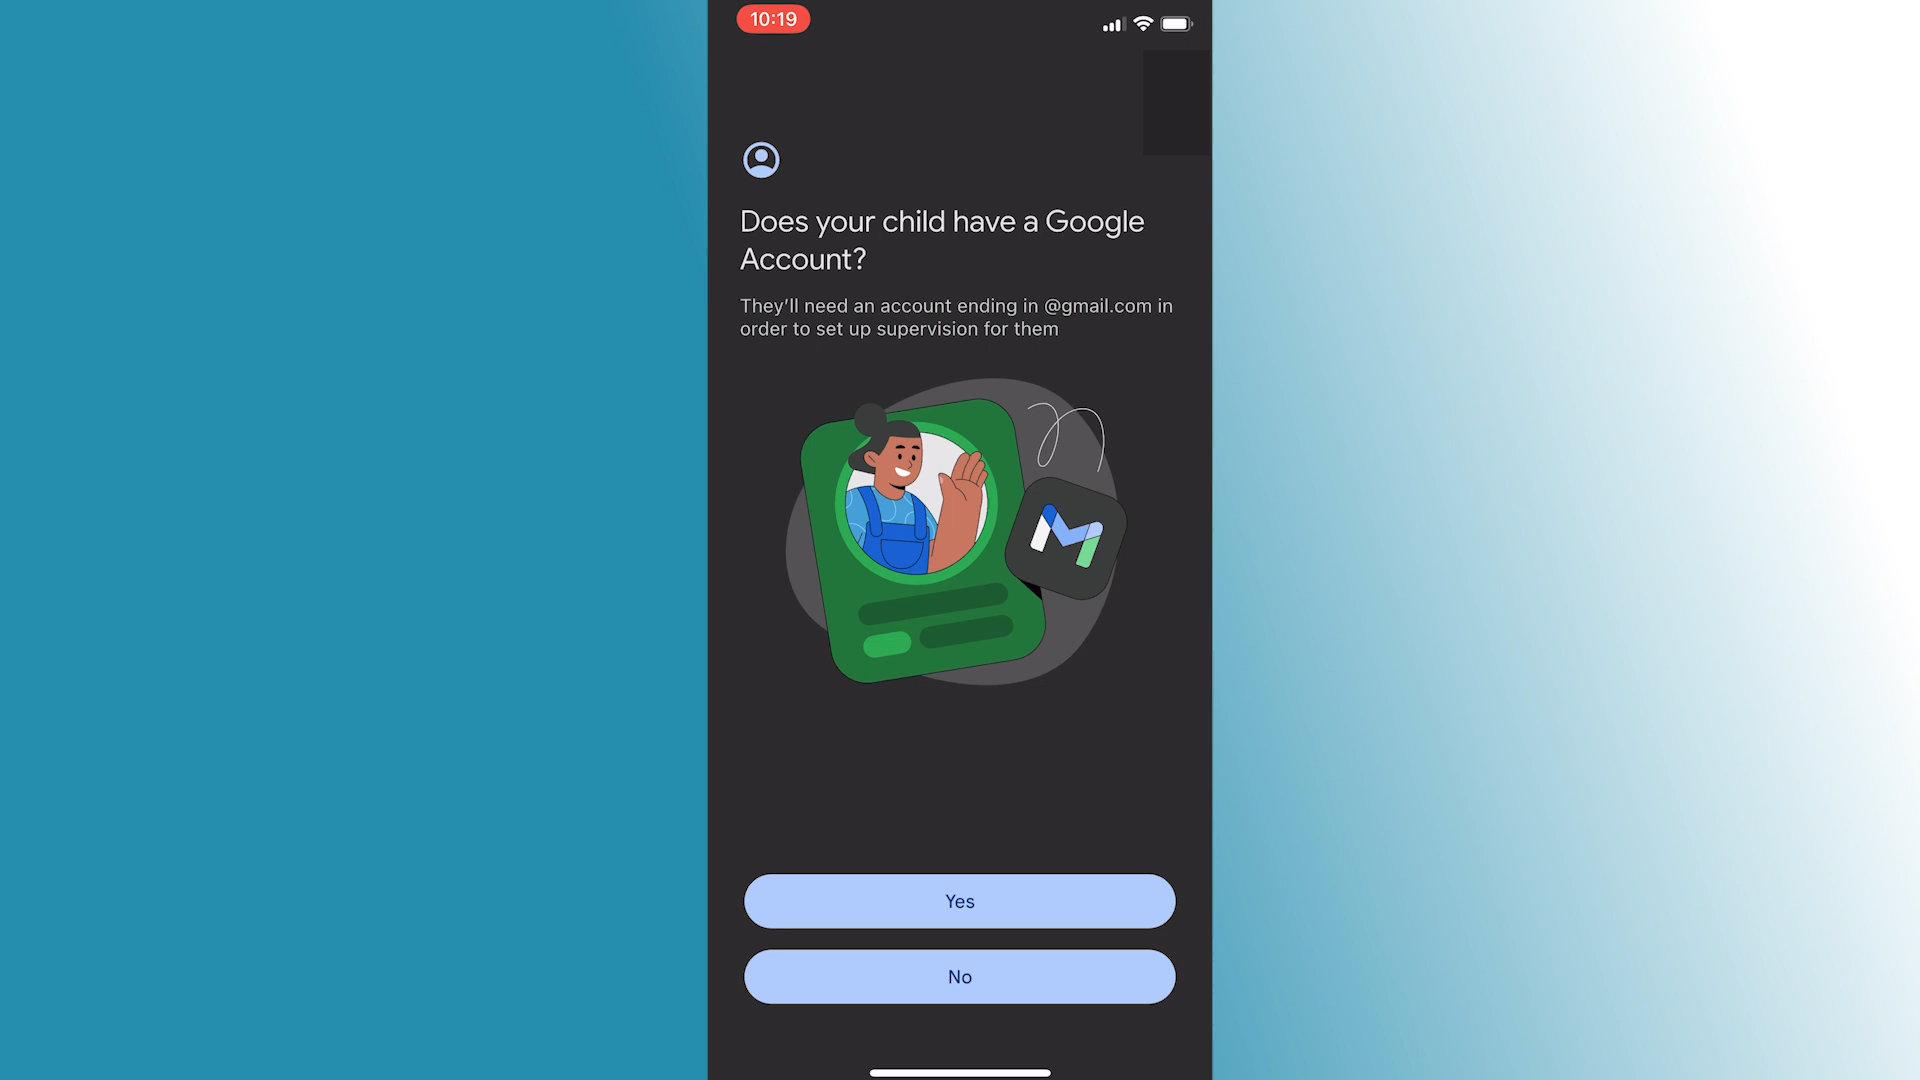 10:19
Does your child have a Google
Account?
They’ll need an account ending in @gmail.com in
order to set up supervision for them
Yes
No